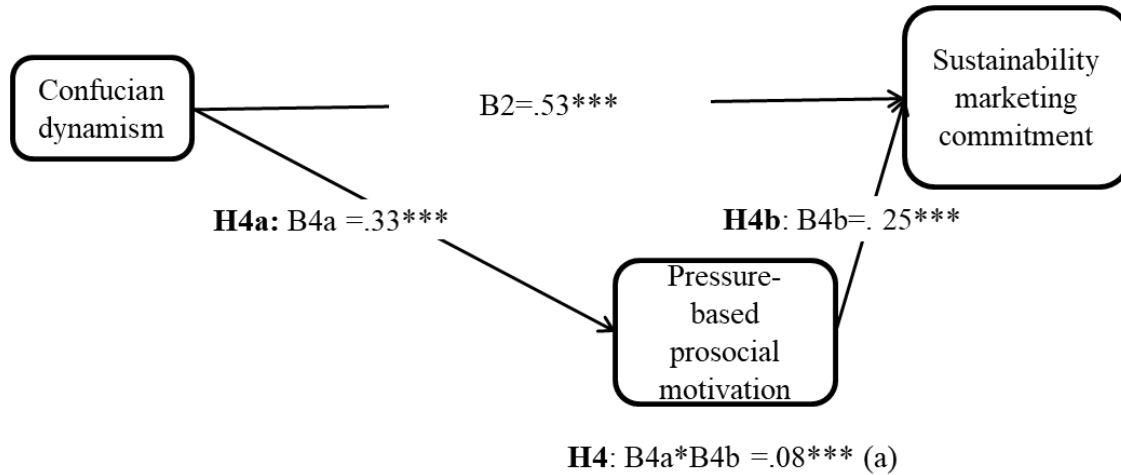 Confucian
dynamism
B2=.53***
Sustainability
marketing
commitment
H4a: B4a =.33***
H4b: B4b=. 25***
Pressure-
based
prosocial
motivation
H4: B4a*B4b =.08*** (a)